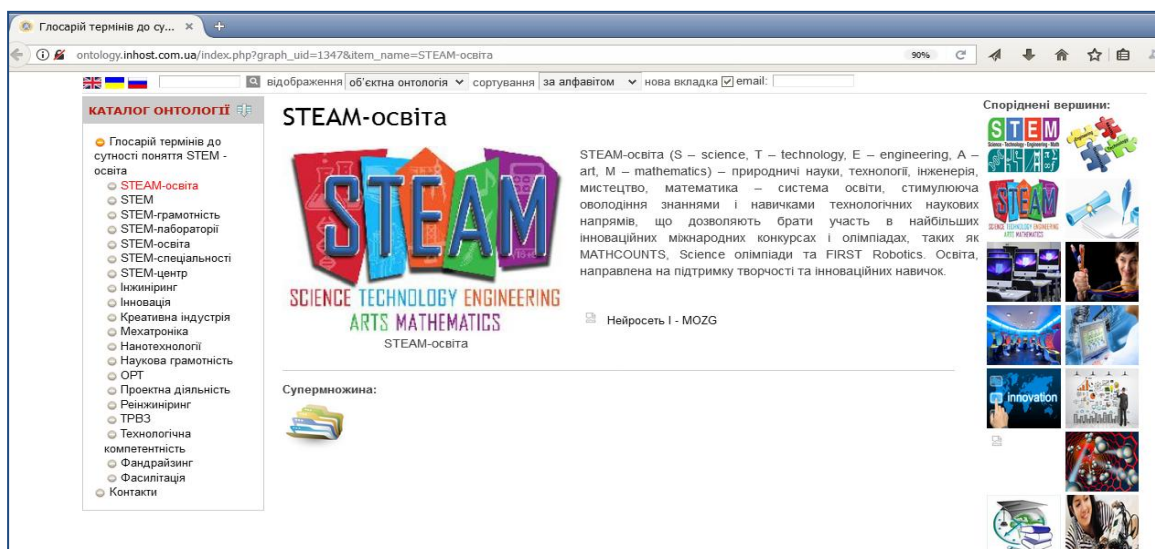 Глосарій термінів до су...
ontology.inhost.com.ua/index.php?graph_uid=1347&item_name=STEAM-освіта
90%
відображення об'єктна онтологія сортування за алфавітом нова вкладка email:
КАТАЛОГ ОНТОЛОГІЇ
Глосарій термінів до
сутності поняття STEM -
освіта
STEAM-освіта
STEM
STEM-грамотність
STEM-лабораторії
STEM-освіта
STEM-спеціальності
STEM-центр
Інжиніринг
Інновація
Креативна індустрія
Мехатроніка
Нанотехнології
Наукова грамотність
ОРТ
Проектна діяльність
Реінжиніринг
ТРВЗ
Технологічна
компетентність
Фандрайзинг
Фасилітація
Контакти
STEAM-освіта
STEAM
SCIENCE TECHNOLOGY ENGINEERING
ARTS MATHEMATICS
STEAM-освіта
STEAM-освіта (S – science, T – technology, E – engineering, A –
art, M – mathematics) – природничі науки, технології, інженерія,
мистецтво, математика – система освіти, стимулююча
оволодіння знаннями і навичками технологічних наукових
напрямів, що дозволяють брати участь в найбільших
інноваційних міжнародних конкурсах і олімпіадах, таких як
MATHCOUNTS, Science олімпіади та FIRST Robotics. Освіта,
направлена на підтримку творчості та інноваційних навичок.
Нейросеть I - MOZG
Супермножина:
Споріднені вершини:
STEM
STEAM
innovation